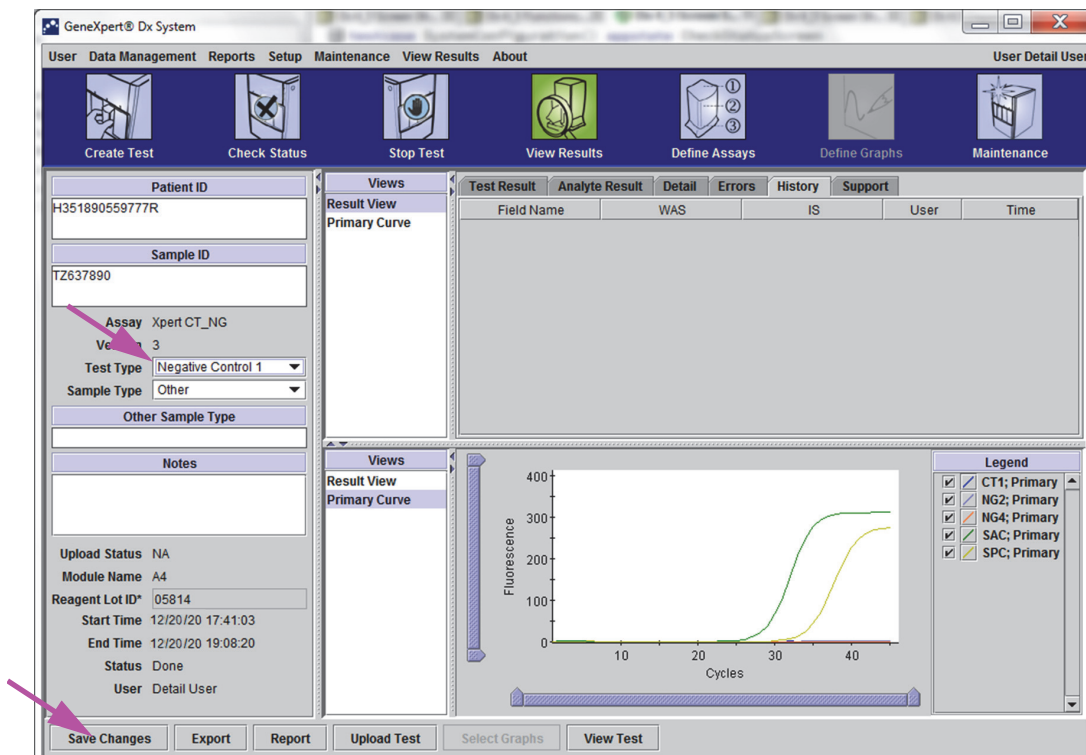 GeneXpert® Dx System
User Data Management Reports Setup Maintenance View Results About User Detail User
Create Test Check Status Stop Test View Results Define Assays Define Graphs Maintenance
Patient ID
H351890559777R
Sample ID
TZ637890
Assay Xpert CT_NG
3
Test Type Negative Control 1
Sample Type Other
Other Sample Type
Notes
Upload Status NA
Module Name A4
Reagent Lot ID* 05814
Start Time 12/20/20 17:41:03
End Time 12/20/20 19:08:20
Status Done
User Detail User
Views
Result View
Primary Curve
Test Result Analyte Result Detail Errors History Support
Field Name WAS IS User Time
Views
Result View
Primary Curve
400
300
200
100
0
Fluorescence
10 20 30 40
Cycles
Legend
CT1; Primary
NG2; Primary
NG4; Primary
SAC; Primary
SPC; Primary
Save Changes Export Report Upload Test Select Graphs View Test